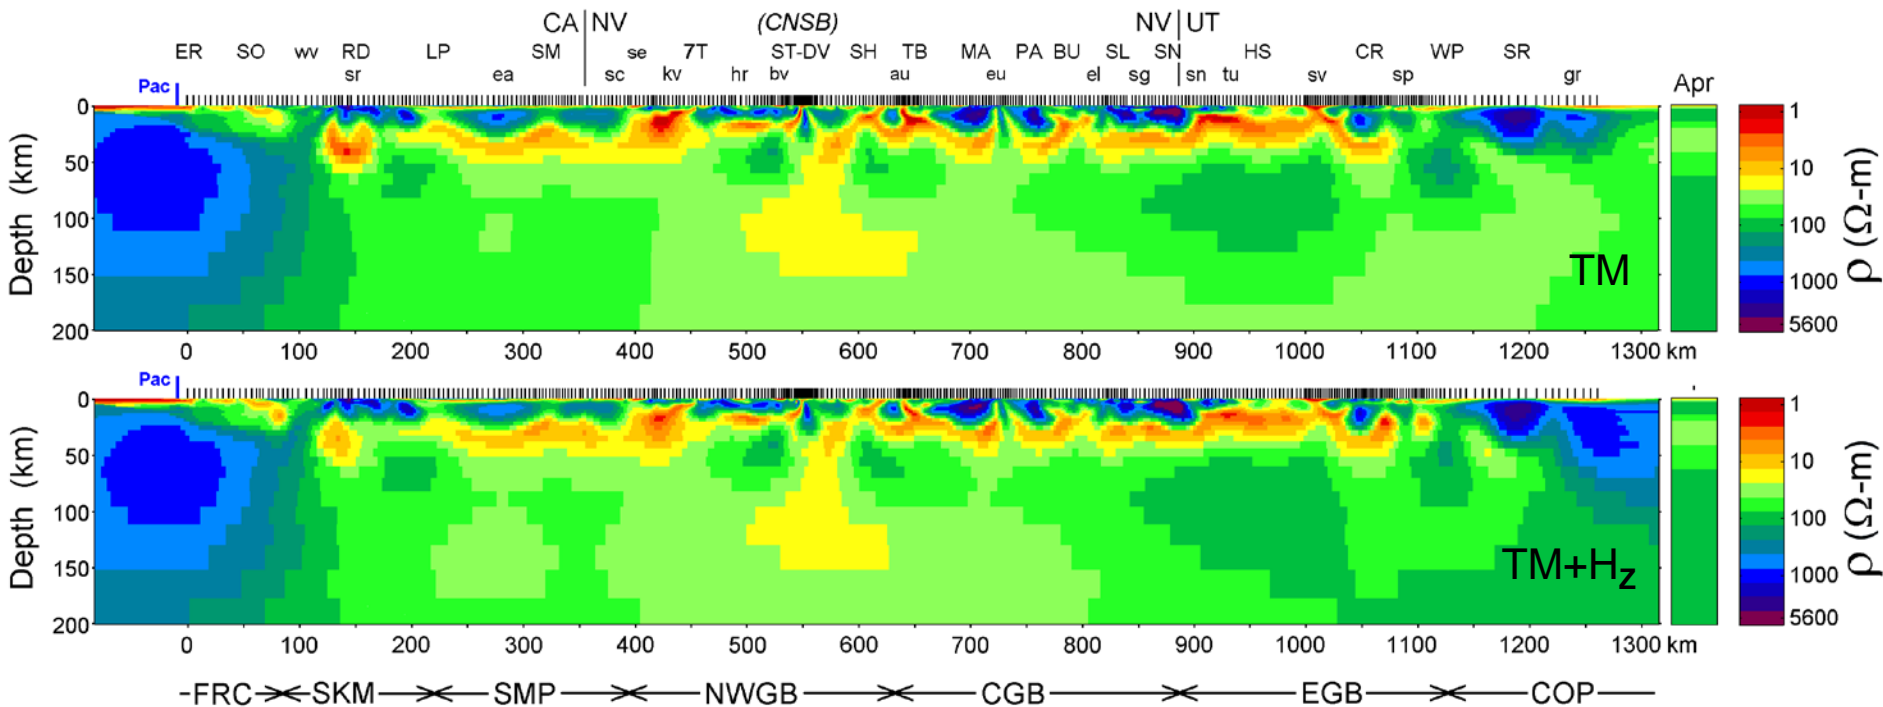 CA NV (CNSB) NV UT
ER SO wv RD LP SM se 7T ST-DV SH TB MA PA BU SL SN HS CR WP SR
sr ea sc kv hr bv au eu el sg sn tu sv sp gr
Pac Apr
Depth (km)
0
50
100
150
200
TM
1
10
100
1000
5600
ρ (Ω-m)
0 100 200 300 400 500 600 700 800 900 1000 1100 1200 1300 km
Pac
Depth (km)
0
50
100
150
200
TM+Hz
1
10
100
1000
5600
ρ (Ω-m)
0 100 200 300 400 500 600 700 800 900 1000 1100 1200 1300 km
FRC SKM SMP NWGB CGB EGB COP